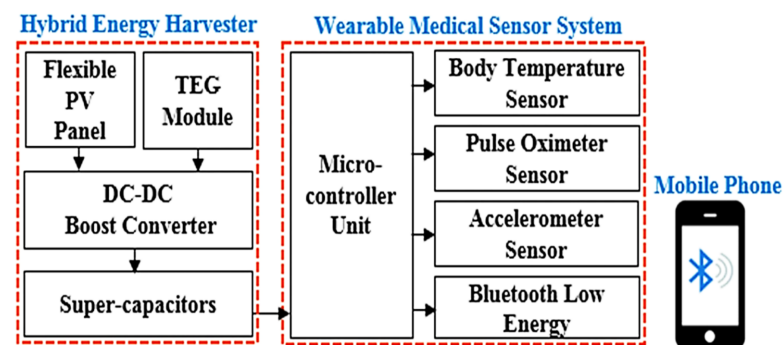 Hybrid Energy Harvester
Flexible
PV
Panel
TEG
Module
DC-DC
Boost Converter
Super-capacitors
Wearable Medical Sensor System
Micro-
controller
Unit
Body Temperature
Sensor
Pulse Oximeter
Sensor
Accelerometer
Sensor
Bluetooth Low
Energy
Mobile Phone